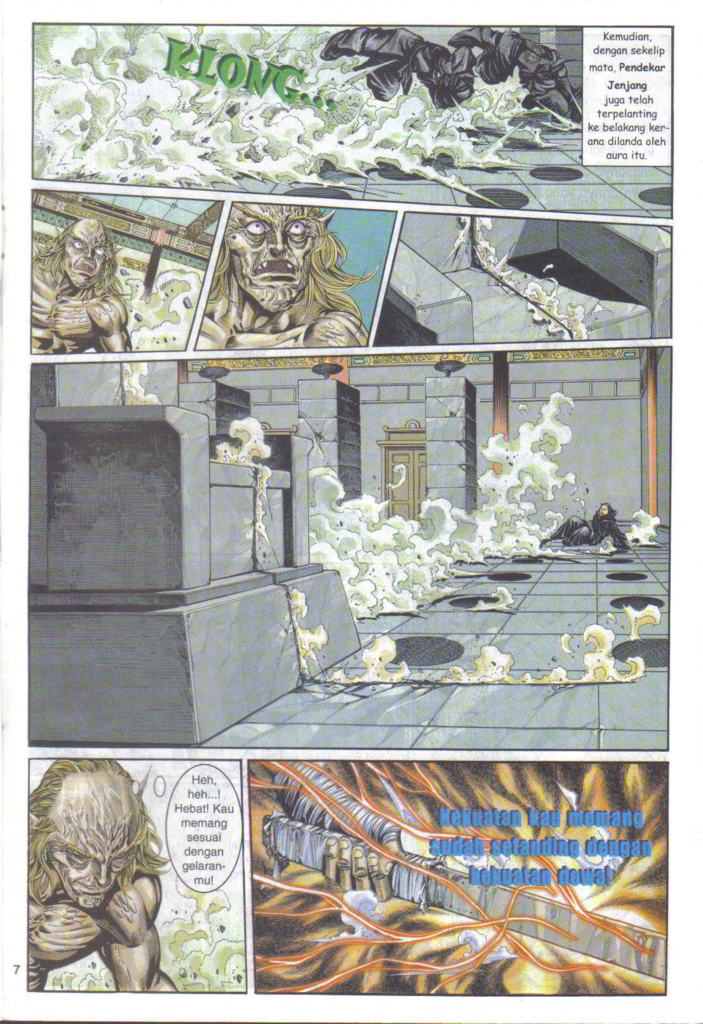 KLONG...
Kemudian,
dengan sekelip
mata, Pendekar
Jenjang
juga telah
terpelanting
ke belakang ker-
ana dilanda oleh
aura itu.
Heh,
heh...!
Hebat! Kau
memang
sesuai
dengan
gelaran-
mu!
Kekuatan kau memang
sudah setanding dengan
kekuatan dewa!
7